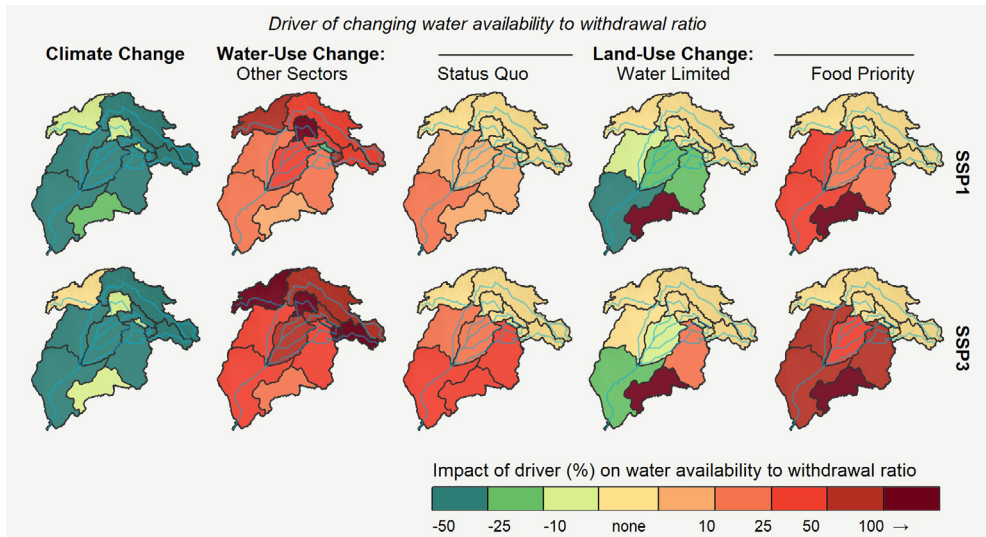 Driver of changing water availability to withdrawal ratio
Climate Change
Water-Use Change:
Other Sectors
Status Quo
Land-Use Change:
Water Limited
Food Priority
SSP1
SSP3
Impact of driver (%) on water availability to withdrawal ratio
-50 -25 -10 none 10 25 50 100 →